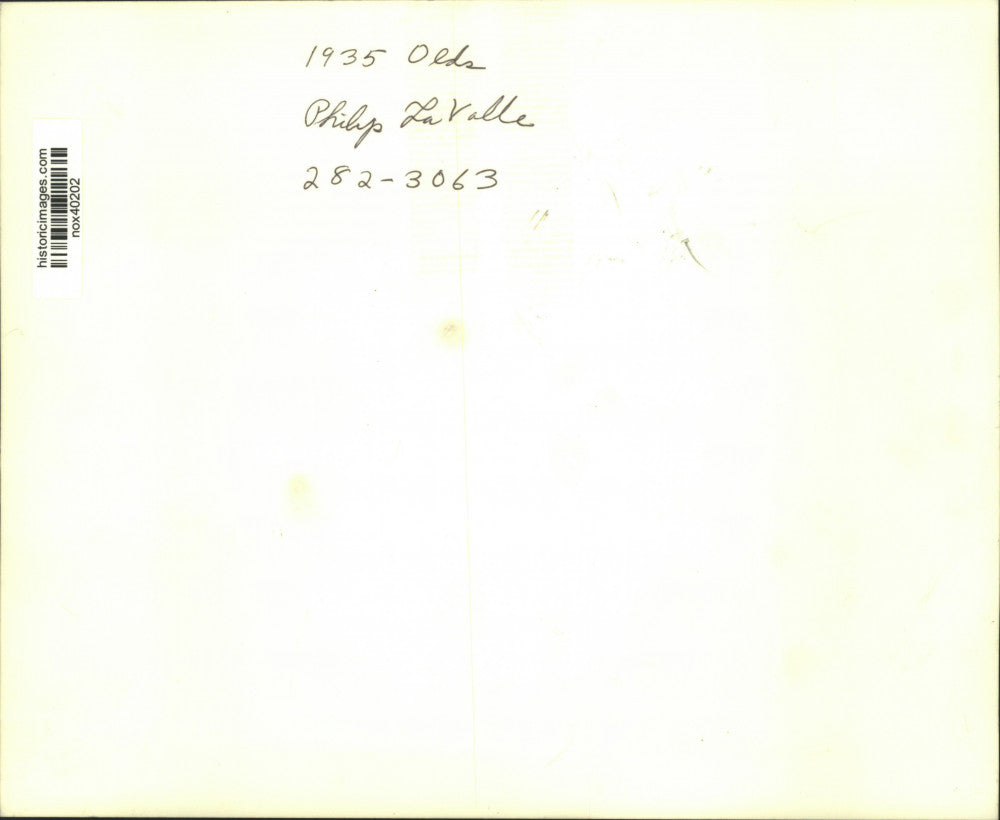 1935 Olds
Philip LaValle
282-3063
historicimages.com
nox40202